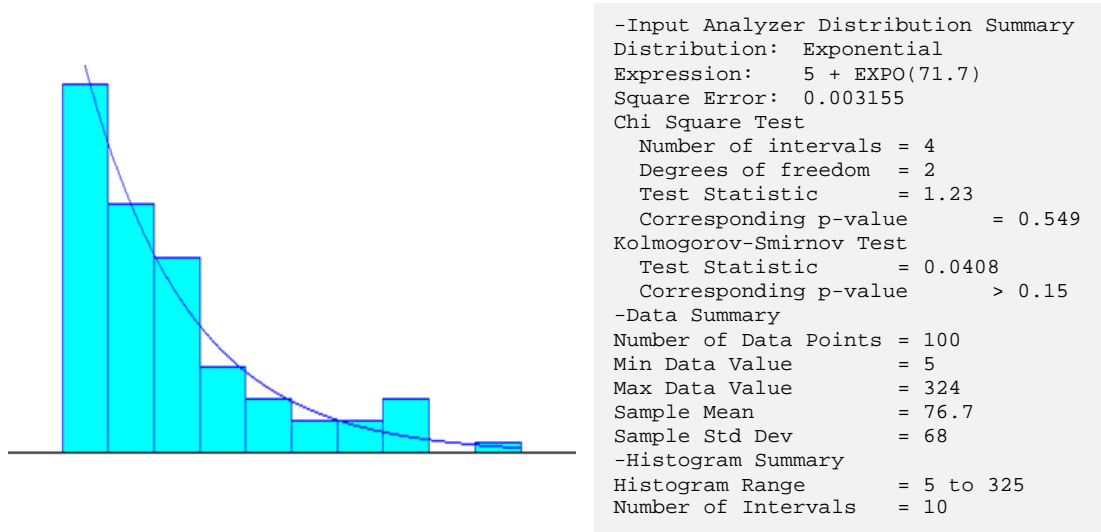 -Input Analyzer Distribution Summary
Distribution: Exponential
Expression: 5 + EXPO(71.7)
Square Error: 0.003155
Chi Square Test
Number of intervals = 4
Degrees of freedom = 2
Test Statistic = 1.23
Corresponding p-value = 0.549
Kolmogorov-Smirnov Test
Test Statistic = 0.0408
Corresponding p-value > 0.15
-Data Summary
Number of Data Points = 100
Min Data Value = 5
Max Data Value = 324
Sample Mean = 76.7
Sample Std Dev = 68
-Histogram Summary
Histogram Range = 5 to 325
Number of Intervals = 10